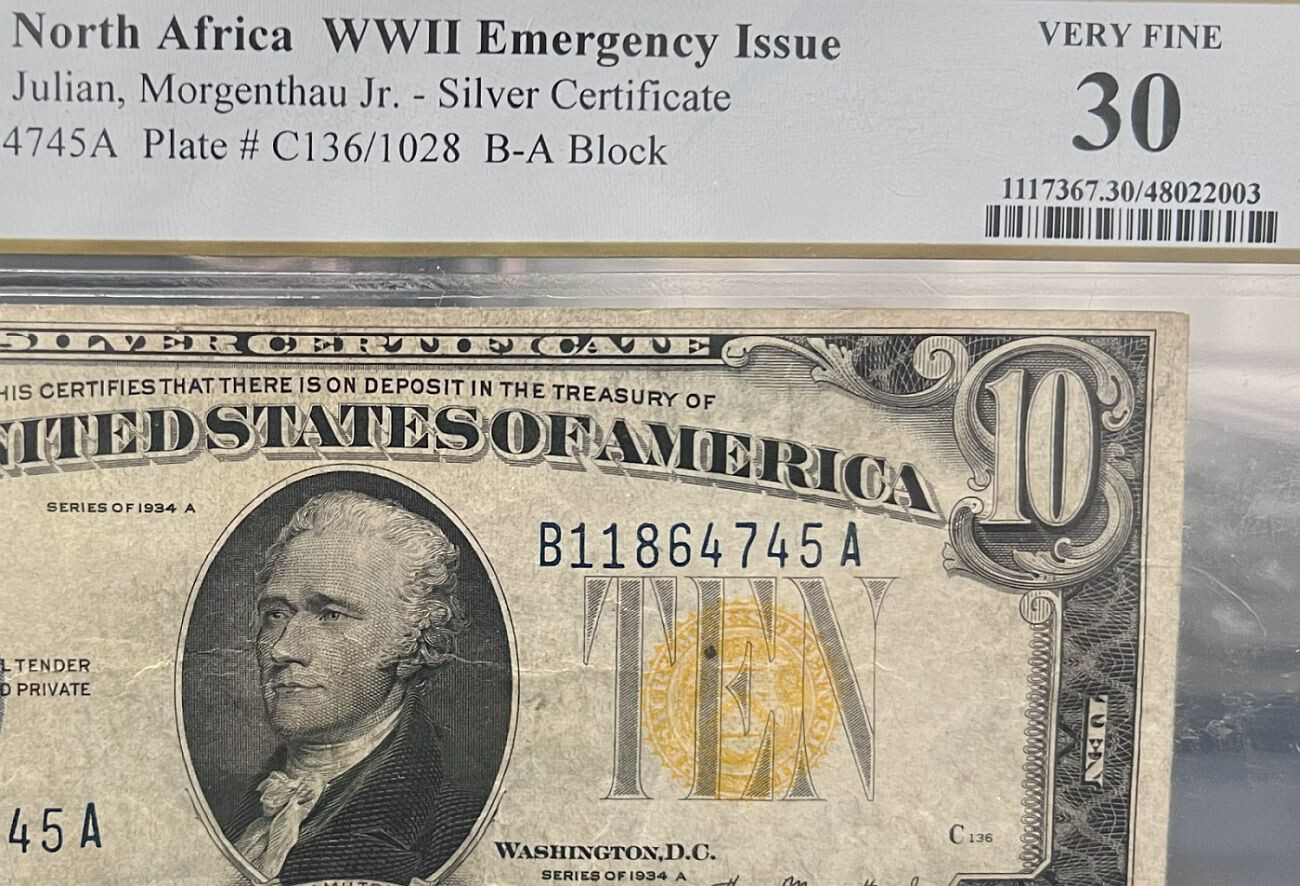 North Africa WWII Emergency Issue
Julian, Morgenthau Jr. - Silver Certificate
4745A Plate # C136/1028 B-A Block
VERY FINE
30
1117367.30/48022003
SILVER CERTIFICATE
HIS CERTIFIES THAT THERE IS ON DEPOSIT IN THE TREASURY OF
NITED STATES OF AMERICA
10
SERIES OF 1934 A
B11864745A
TEN
L TENDER
D PRIVATE
TEN
45A
C136
WASHINGTON, D.C.
SERIES OF 1934 A